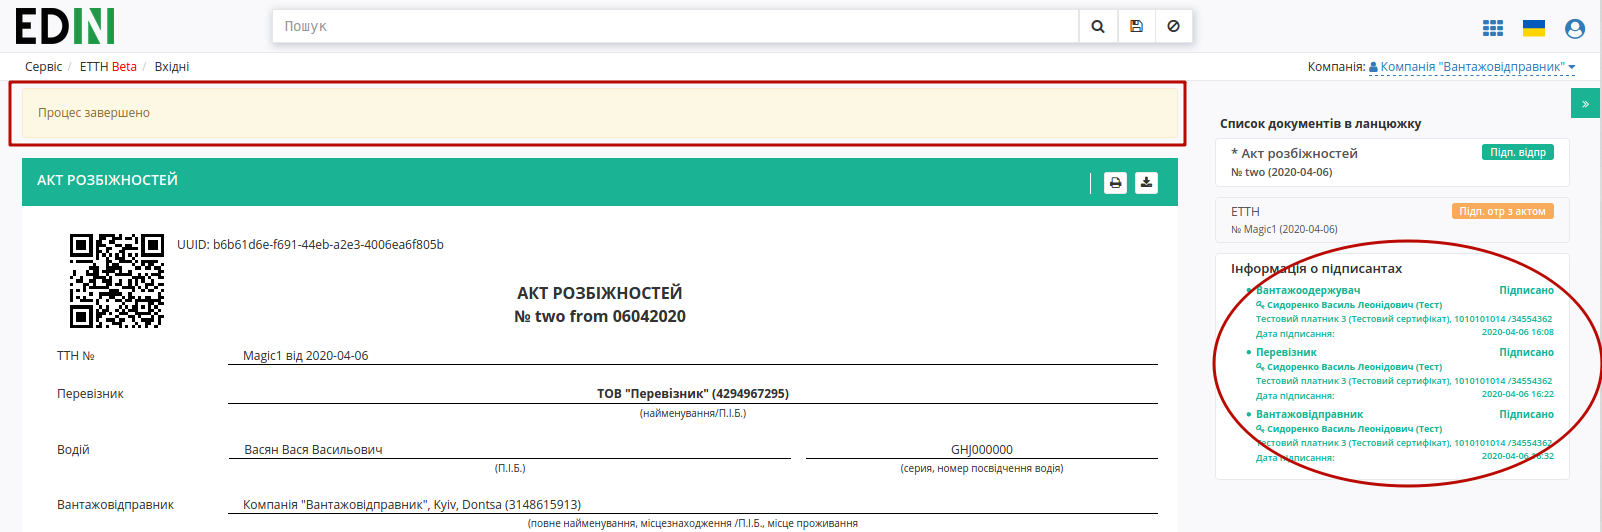 EDIN
Пошук
Сервіс / ЕТТН Beta / Вхідні
Компанія: Компанія "Вантажовідправник"
Процес завершено
»
АКТ РОЗБІЖНОСТЕЙ
UUID: b6b61d6e-f691-44eb-a2e3-4006ea6f805b
АКТ РОЗБІЖНОСТЕЙ
№ two from 06042020
ТТН № Magic1 від 2020-04-06
Перевізник ТОВ "Перевізник" (4294967295)
(найменування/П.І.Б.)
Водій Васян Вася Васильович GHJ000000
(П.І.Б.) (серия, номер посвідчення водія)
Вантажовідправник Компанія "Вантажовідправник", Kyiv, Dontsa (3148615913)
(повне найменування, місцезнаходження /П.І.Б., місце проживання
Список документів в ланцюжку
* Акт розбіжностей Підп. відпр
№ two (2020-04-06)
ЕТТН Підп. отр з актом
№ Magic1 (2020-04-06)
Інформація о підписантах
Вантажоодержувач Підписано
Сидоренко Василь Леонідович (Тест)
Тестовий платник 3 (Тестовий сертифікат), 1010101014 /34554362
Дата підписання: 2020-04-06 16:08
Перевізник Підписано
Сидоренко Василь Леонідович (Тест)
Тестовий платник 3 (Тестовий сертифікат), 1010101014 /34554362
Дата підписання: 2020-04-06 16:22
Вантажовідправник Підписано
Сидоренко Василь Леонідович (Тест)
Тестовий платник 3 (Тестовий сертифікат), 1010101014 /34554362
Дата підписання: 2020-04-06 16:32